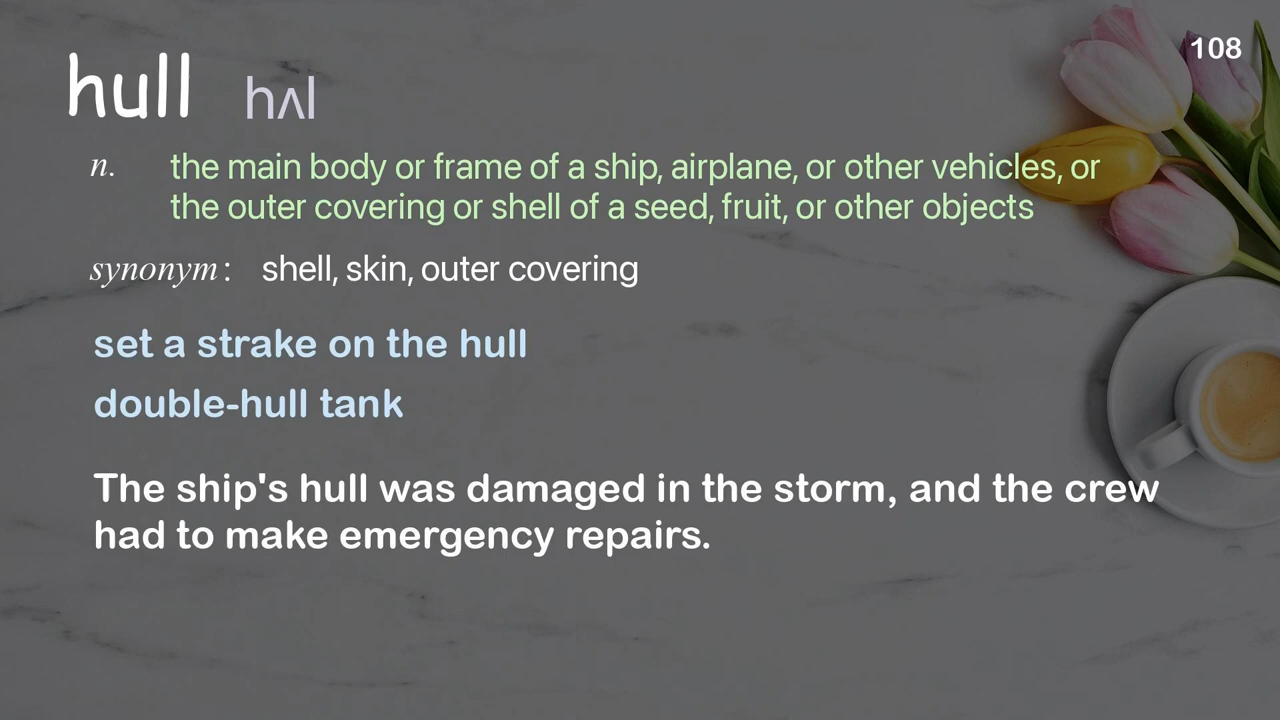 108
hull hʌl
n. the main body or frame of a ship, airplane, or other vehicles, or
the outer covering or shell of a seed, fruit, or other objects
synonym: shell, skin, outer covering
set a strake on the hull
double-hull tank
The ship's hull was damaged in the storm, and the crew
had to make emergency repairs.